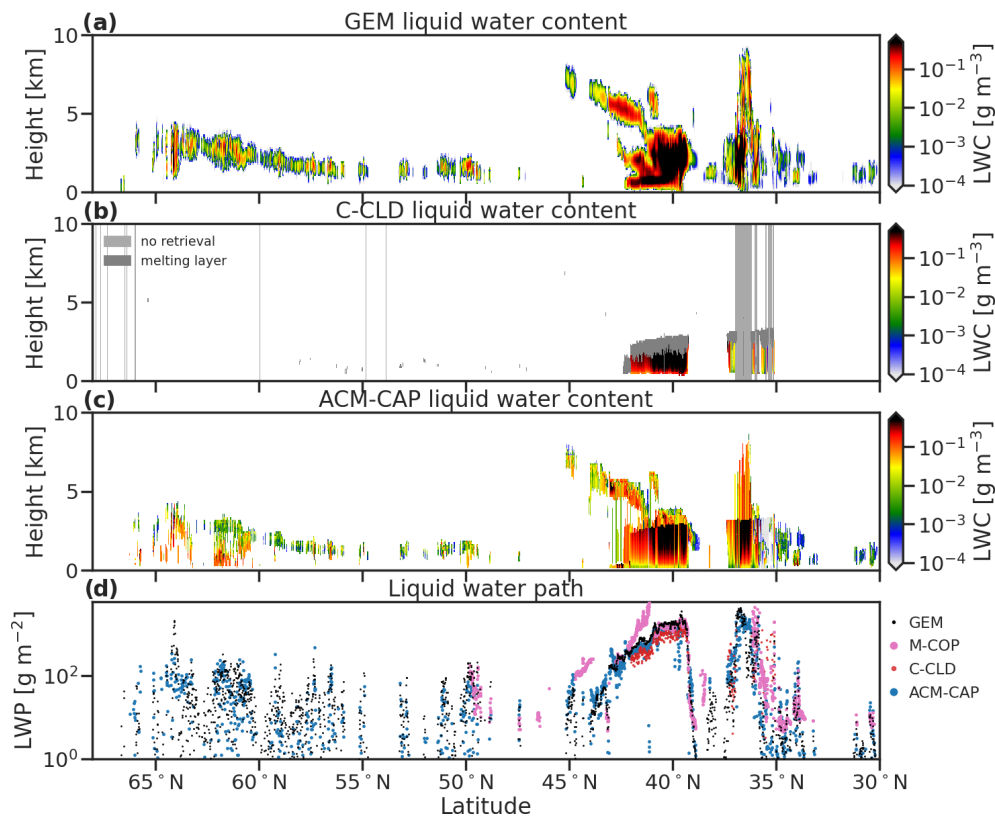 (a) GEM liquid water content
10
5
0
Height [km]
10⁻¹
10⁻²
10⁻³
10⁻⁴
LWC [g m⁻³]
(b) C-CLD liquid water content
10
5
0
Height [km]
no retrieval
melting layer
10⁻¹
10⁻²
10⁻³
10⁻⁴
LWC [g m⁻³]
(c) ACM-CAP liquid water content
10
5
0
Height [km]
10⁻¹
10⁻²
10⁻³
10⁻⁴
LWC [g m⁻³]
(d) Liquid water path
10²
10⁰
LWP [g m⁻²]
GEM
M-COP
C-CLD
ACM-CAP
65°N 60°N 55°N 50°N 45°N 40°N 35°N 30°N
Latitude